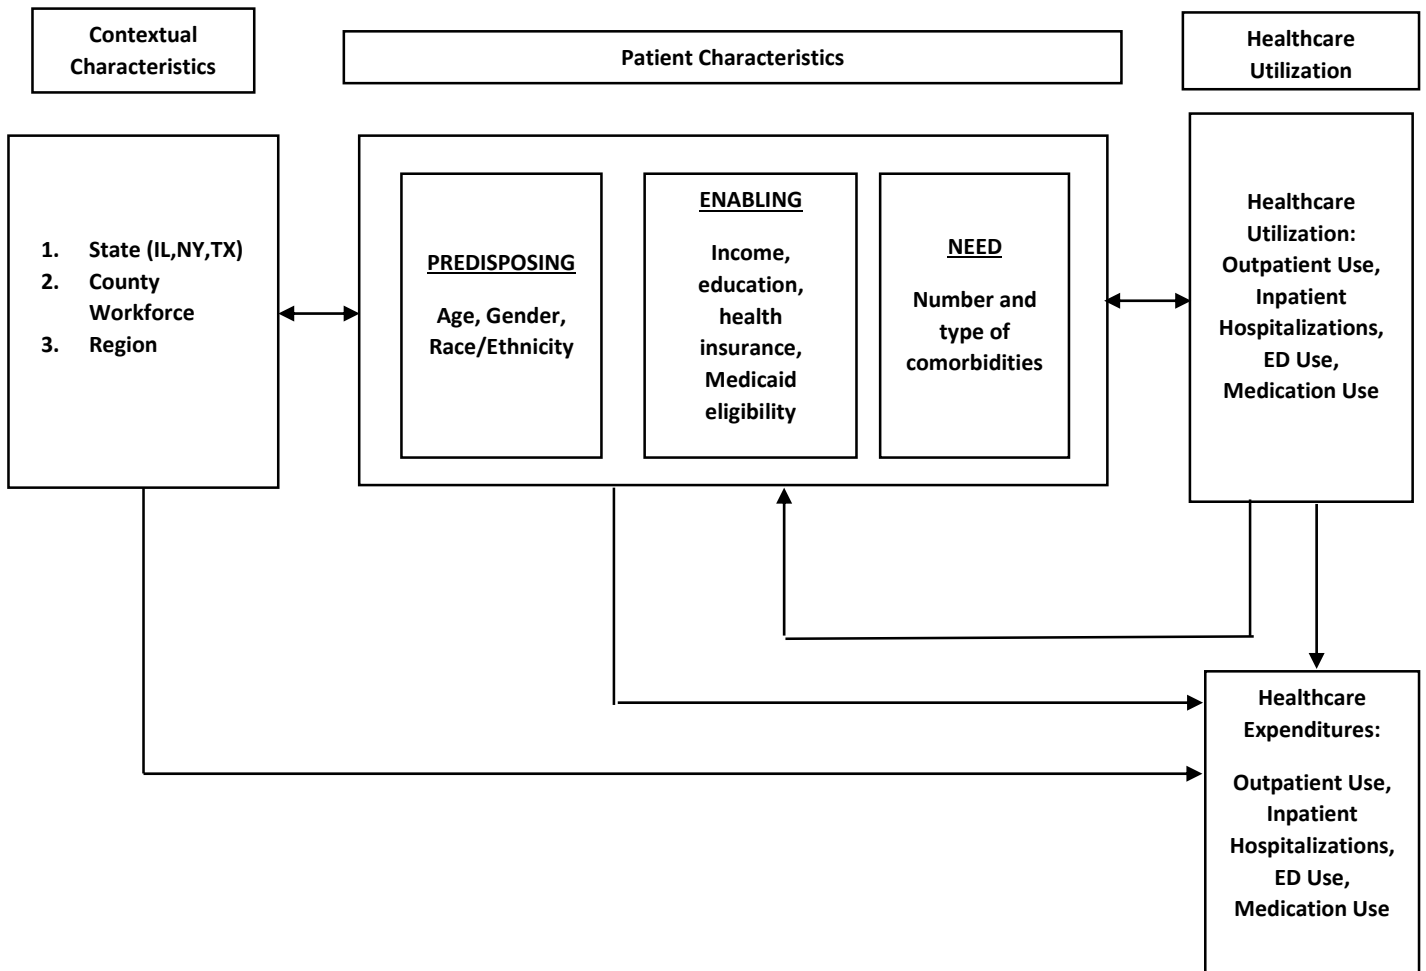 Contextual
Characteristics
Patient Characteristics
Healthcare
Utilization
1. State (IL,NY,TX)
2. County
Workforce
3. Region
PREDISPOSING
Age, Gender,
Race/Ethnicity
ENABLING
Income,
education,
health
insurance,
Medicaid
eligibility
NEED
Number and
type of
comorbidities
Healthcare
Utilization:
Outpatient Use,
Inpatient
Hospitalizations,
ED Use,
Medication Use
Healthcare
Expenditures:
Outpatient Use,
Inpatient
Hospitalizations,
ED Use,
Medication Use